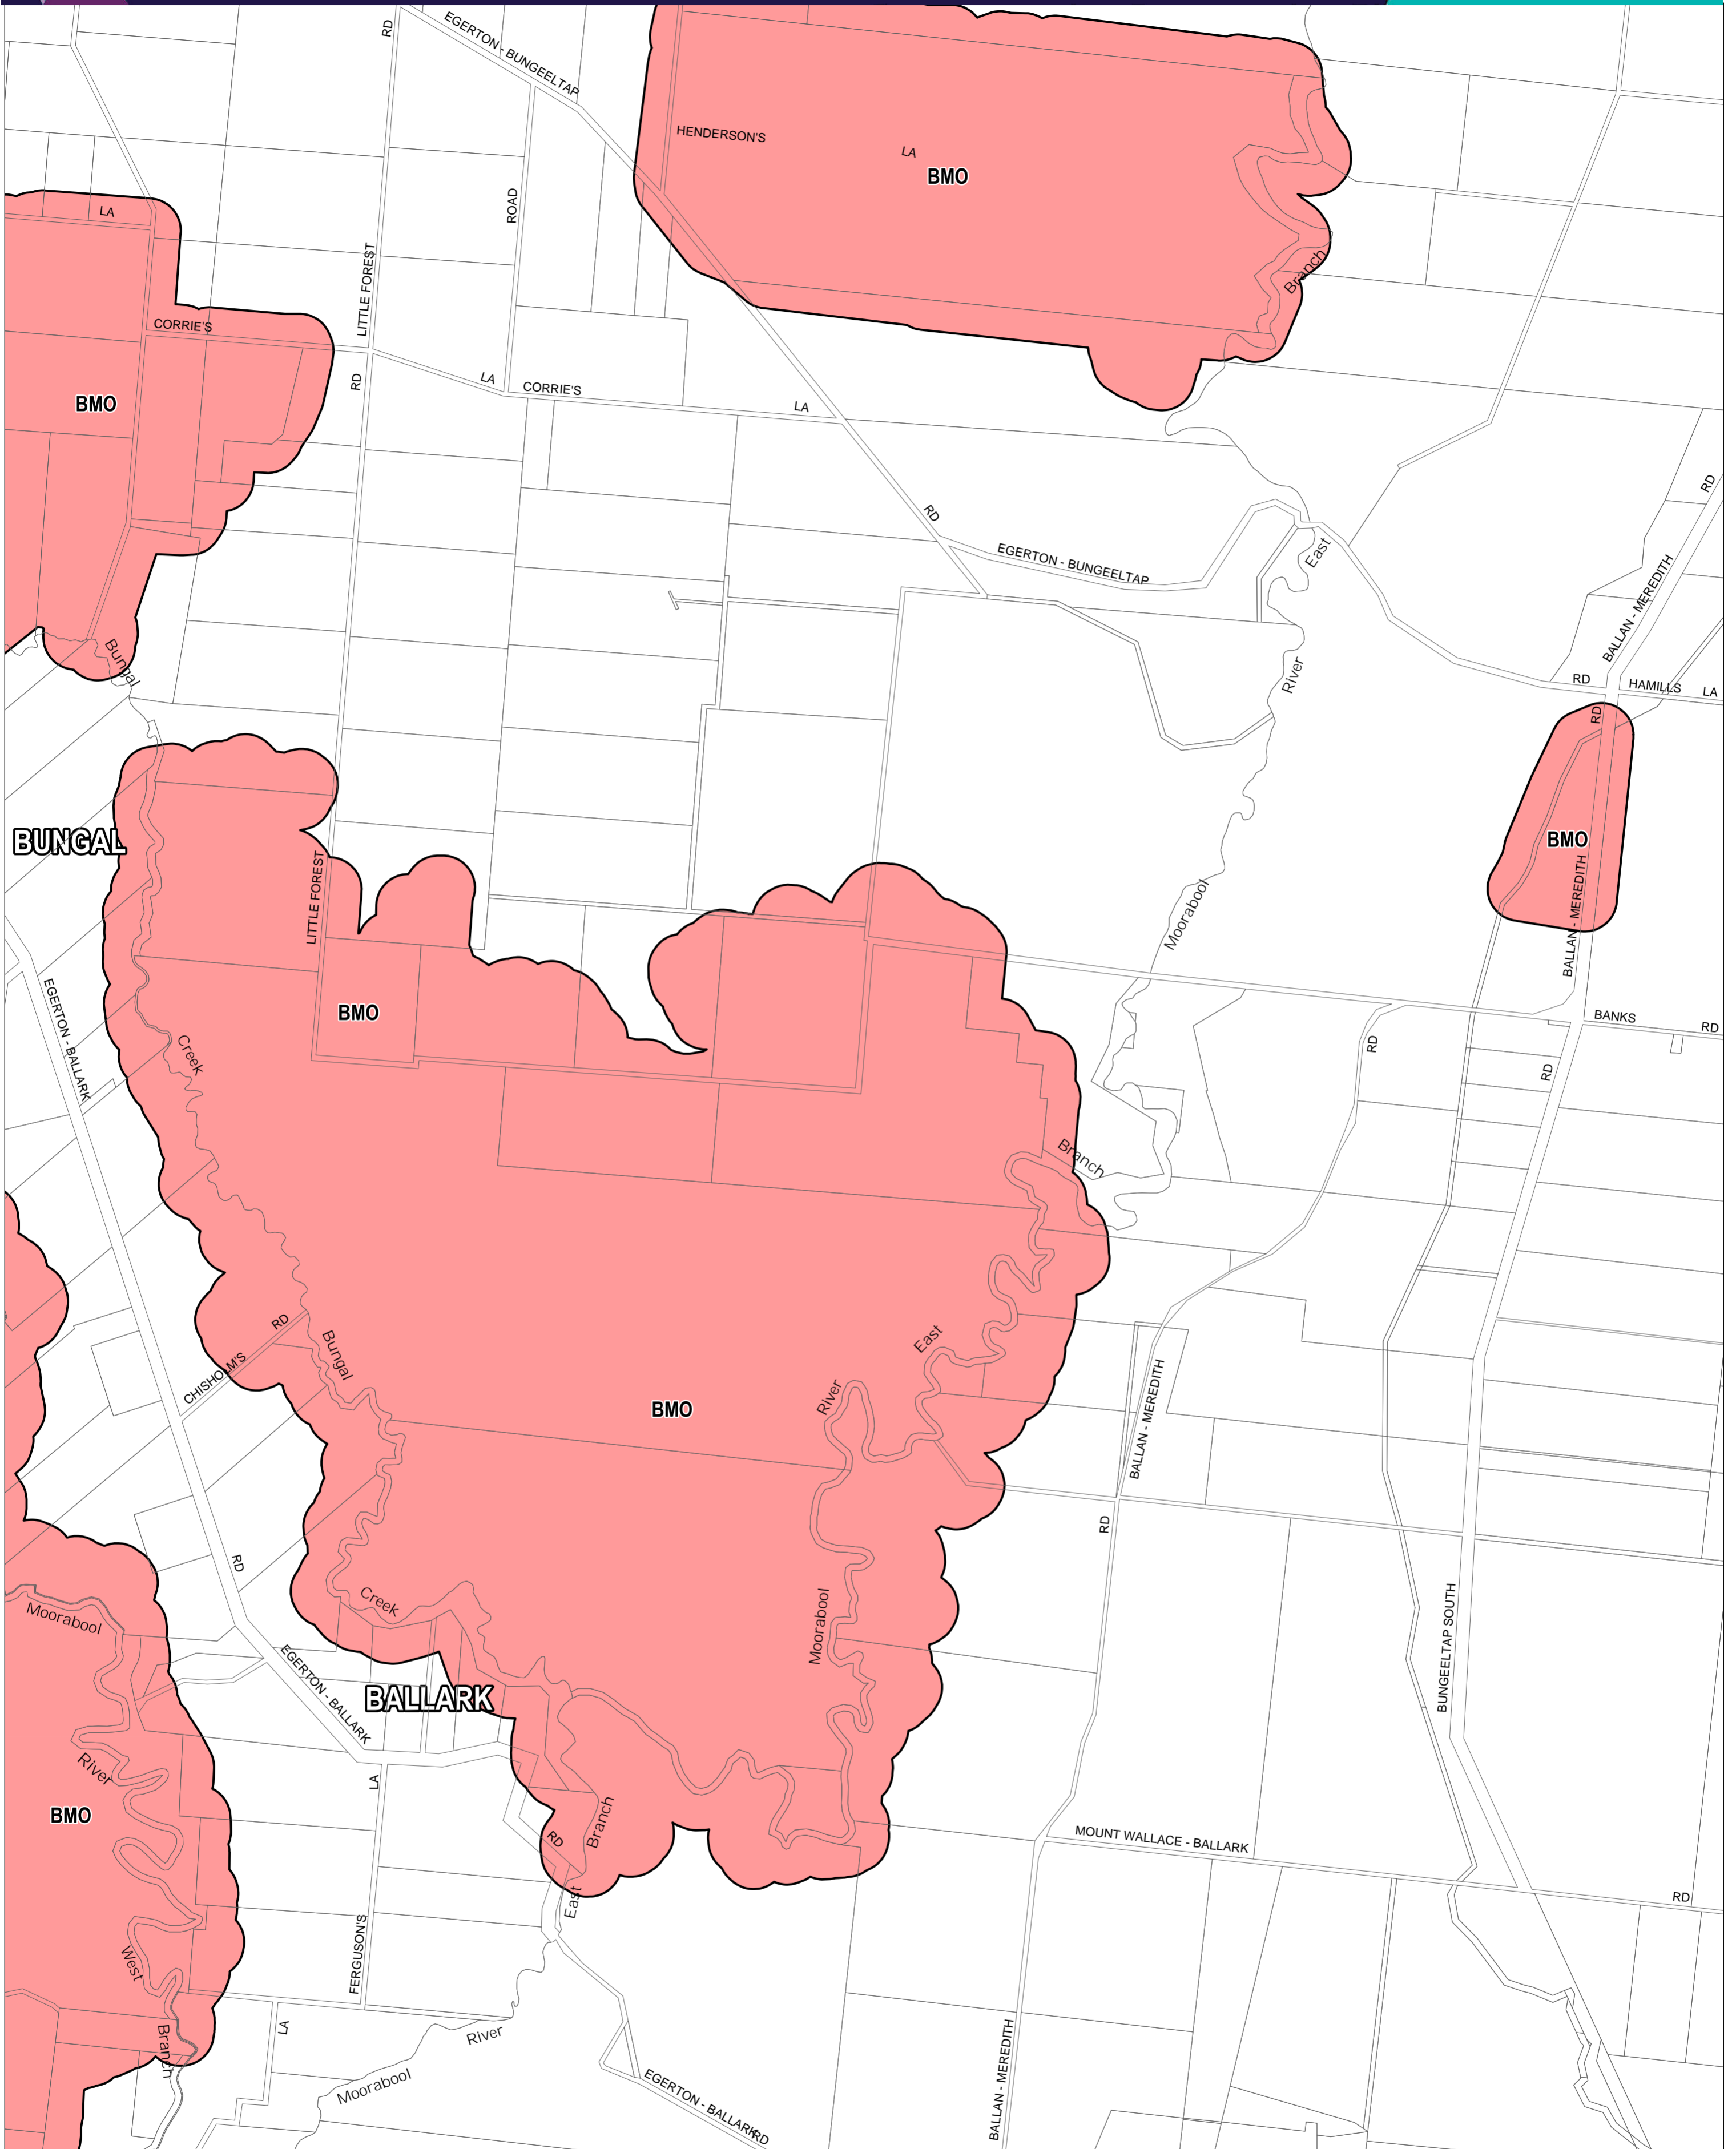 RD
EGERTON - BUNGEELTAP
HENDERSON'S
LA
BMO
ROAD
LA
LITTLE FOREST
Branch
CORRIE'S
RD
LA
CORRIE'S
LA
BMO
RD
RD
EGERTON - BUNGEELTAP
East
BALLAN - MEREDITH
Bungal
River
RD
HAMILLS
LA
RD
BUNGAL
BMO
LITTLE FOREST
BALLAN - MEREDITH
Moorabool
EGERTON - BALLARK
BMO
BANKS
RD
Creek
RD
RD
Branch
RD
CHISHOLM'S
Bungal
East
River
BMO
BALLAN - MEREDITH
RD
RD
Creek
Moorabool
Moorabool
BUNGEELTAP SOUTH
EGERTON - BALLARK
BALLARK
River
LA
BMO
Branch
RD
MOUNT WALLACE - BALLARK
RD
East
FERGUSON'S
West
LA
Branch
River
Moorabool
BALLAN - MEREDITH
EGERTON - BALLARK
RD